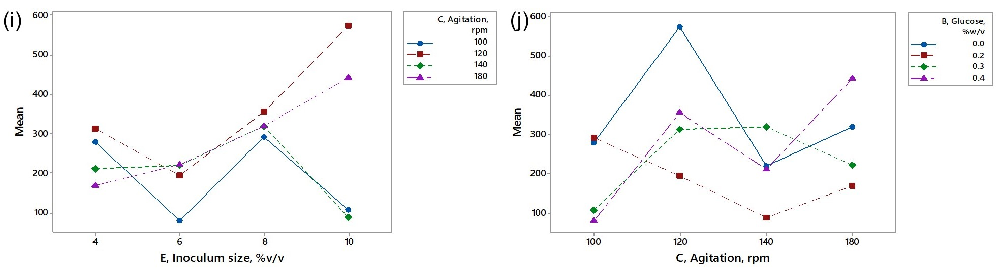 (i)
600
500
400
300
200
100
Mean
4 6 8 10
E, Inoculum size, %v/v
C, Agitation,
rpm
100
120
140
180
(j)
600
500
400
300
200
100
Mean
100 120 140 180
C, Agitation, rpm
B, Glucose,
%w/v
0.0
0.2
0.3
0.4